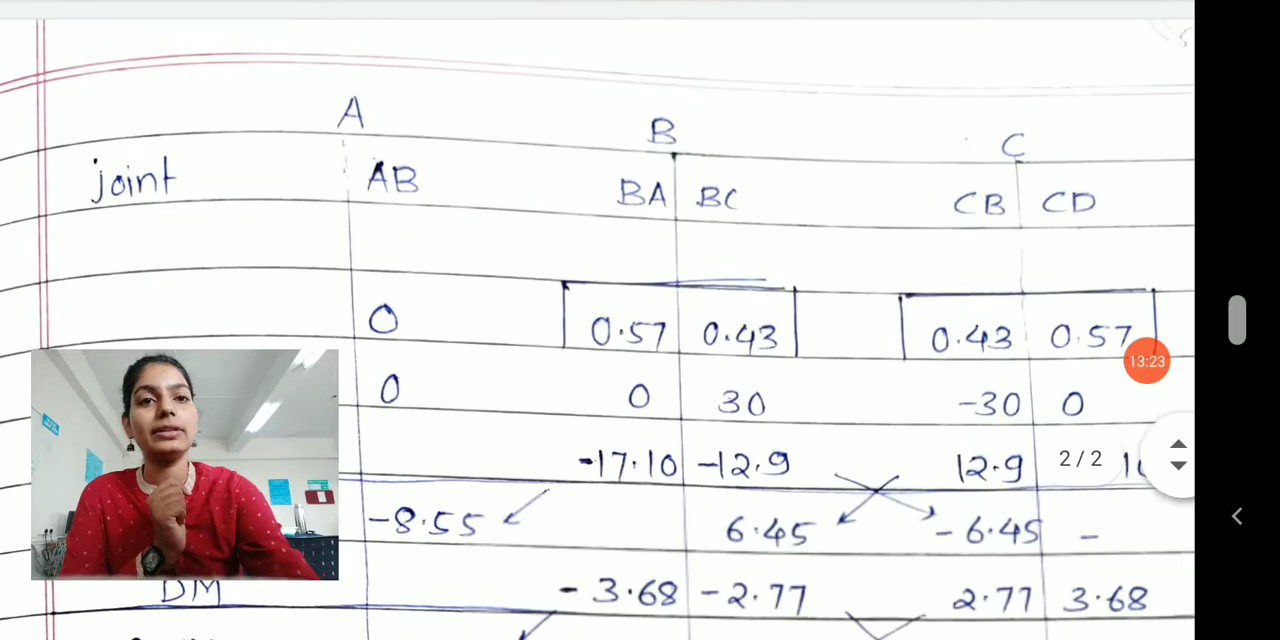 A B C
joint AB BA BC CB CD
0 0.57 0.43 0.43 0.57
13:23
0 0 30 -30 0
-17.10 -12.9 12.9
2 / 2
-8.55 6.45 -6.45 -
DM -3.68 -2.77 2.77 3.68